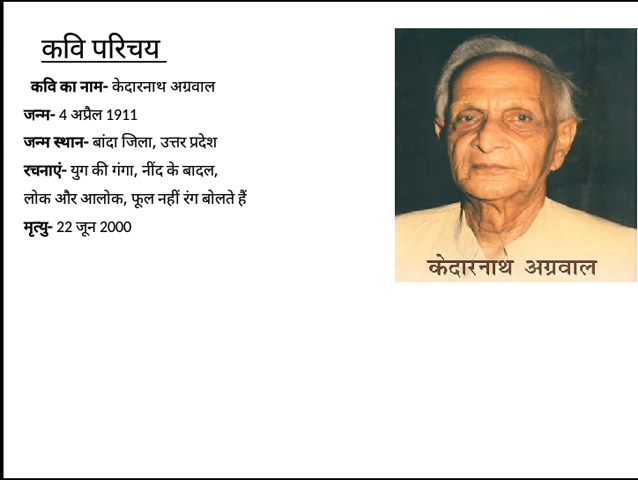 कवि परिचय
कवि का नाम- केदारनाथ अग्रवाल
जन्म- 4 अप्रैल 1911
जन्म स्थान- बांदा जिला, उत्तर प्रदेश
रचनाएं- युग की गंगा, नींद के बादल,
लोक और आलोक, फूल नहीं रंग बोलते हैं
मृत्यु- 22 जून 2000
केदारनाथ अग्रवाल